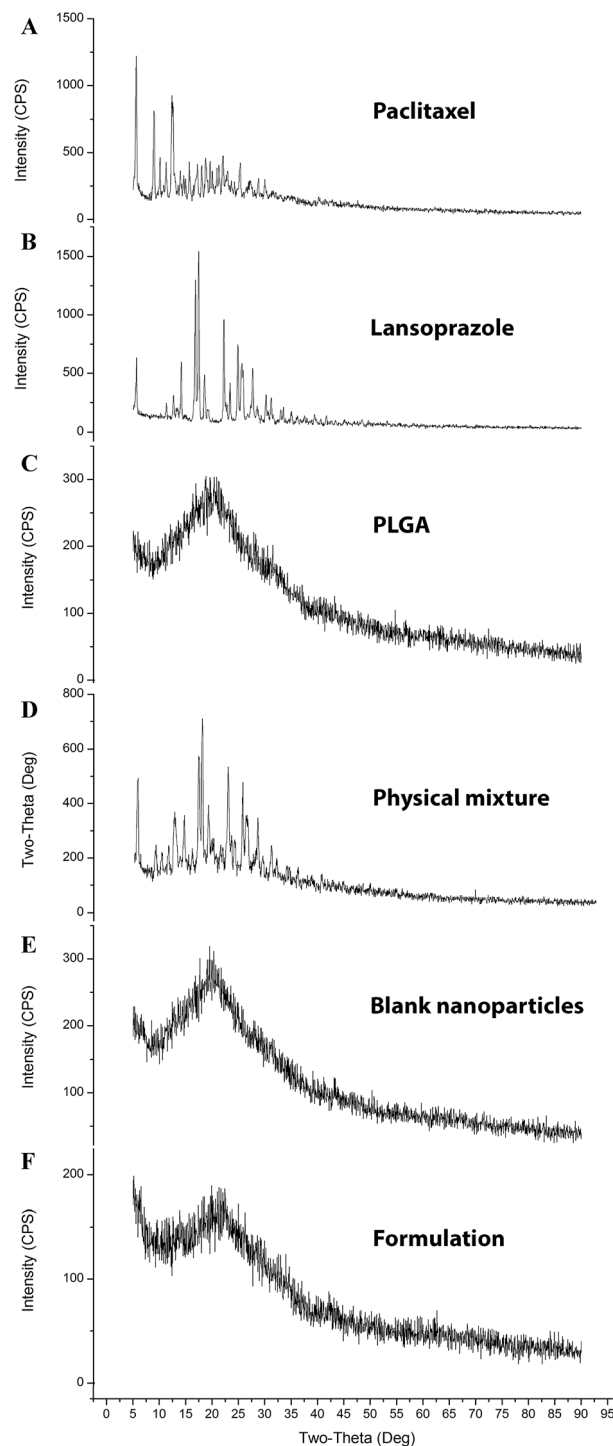 A
1500
1000
500
0
Intensity (CPS)
Paclitaxel
B
1500
1000
500
0
Intensity (CPS)
Lansoprazole
C
300
200
100
0
Intensity (CPS)
PLGA
D
800
600
400
200
0
Two-Theta (Deg)
Physical mixture
E
300
200
100
Intensity (CPS)
Blank nanoparticles
F
200
100
0
Intensity (CPS)
Formulation
0 5 10 15 20 25 30 35 40 45 50 55 60 65 70 75 80 85 90 95
Two-Theta (Deg)